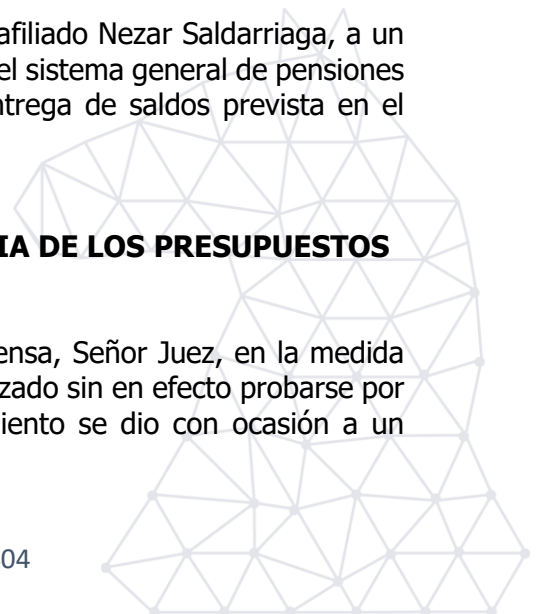 afiliado Nezar Saldarriaga, a un
el sistema general de pensiones
ntrega de saldos prevista en el
IA DE LOS PRESUPUESTOS
ensa, Señor Juez, en la medida
zado sin en efecto probarse por
iento se dio con ocasión a un
04